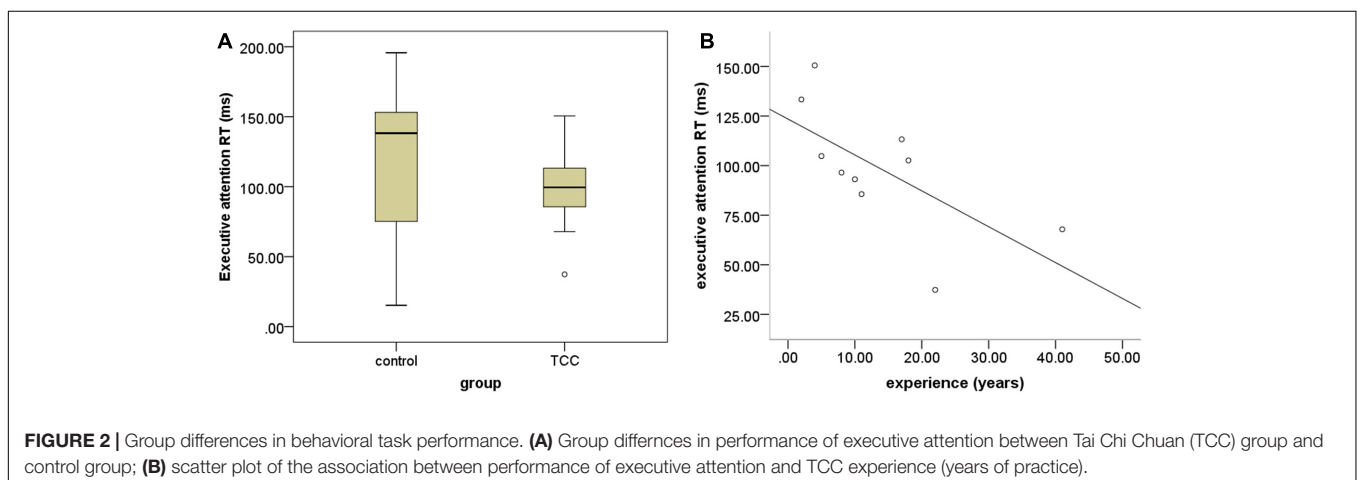 A
200.00
150.00
100.00
50.00
.00
Executive attention RT (ms)
control
TCC
group
B
150.00
125.00
100.00
75.00
50.00
25.00
executive attention RT (ms)
.00
10.00
20.00
30.00
40.00
50.00
experience (years)
FIGURE 2 | Group differences in behavioral task performance. (A) Group differnces in performance of executive attention between Tai Chi Chuan (TCC) group and
control group; (B) scatter plot of the association between performance of executive attention and TCC experience (years of practice).